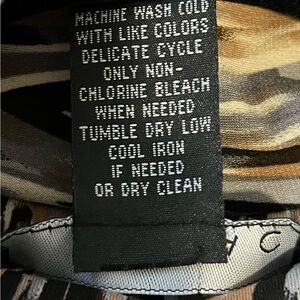 MACHINE WASH COLD
WITH LIKE COLORS
DELICATE CYCLE
ONLY NON-
CHLORINE BLEACH
WHEN NEEDED
TUMBLE DRY LOW
COOL IRON
IF NEEDED
OR DRY CLEAN
H C